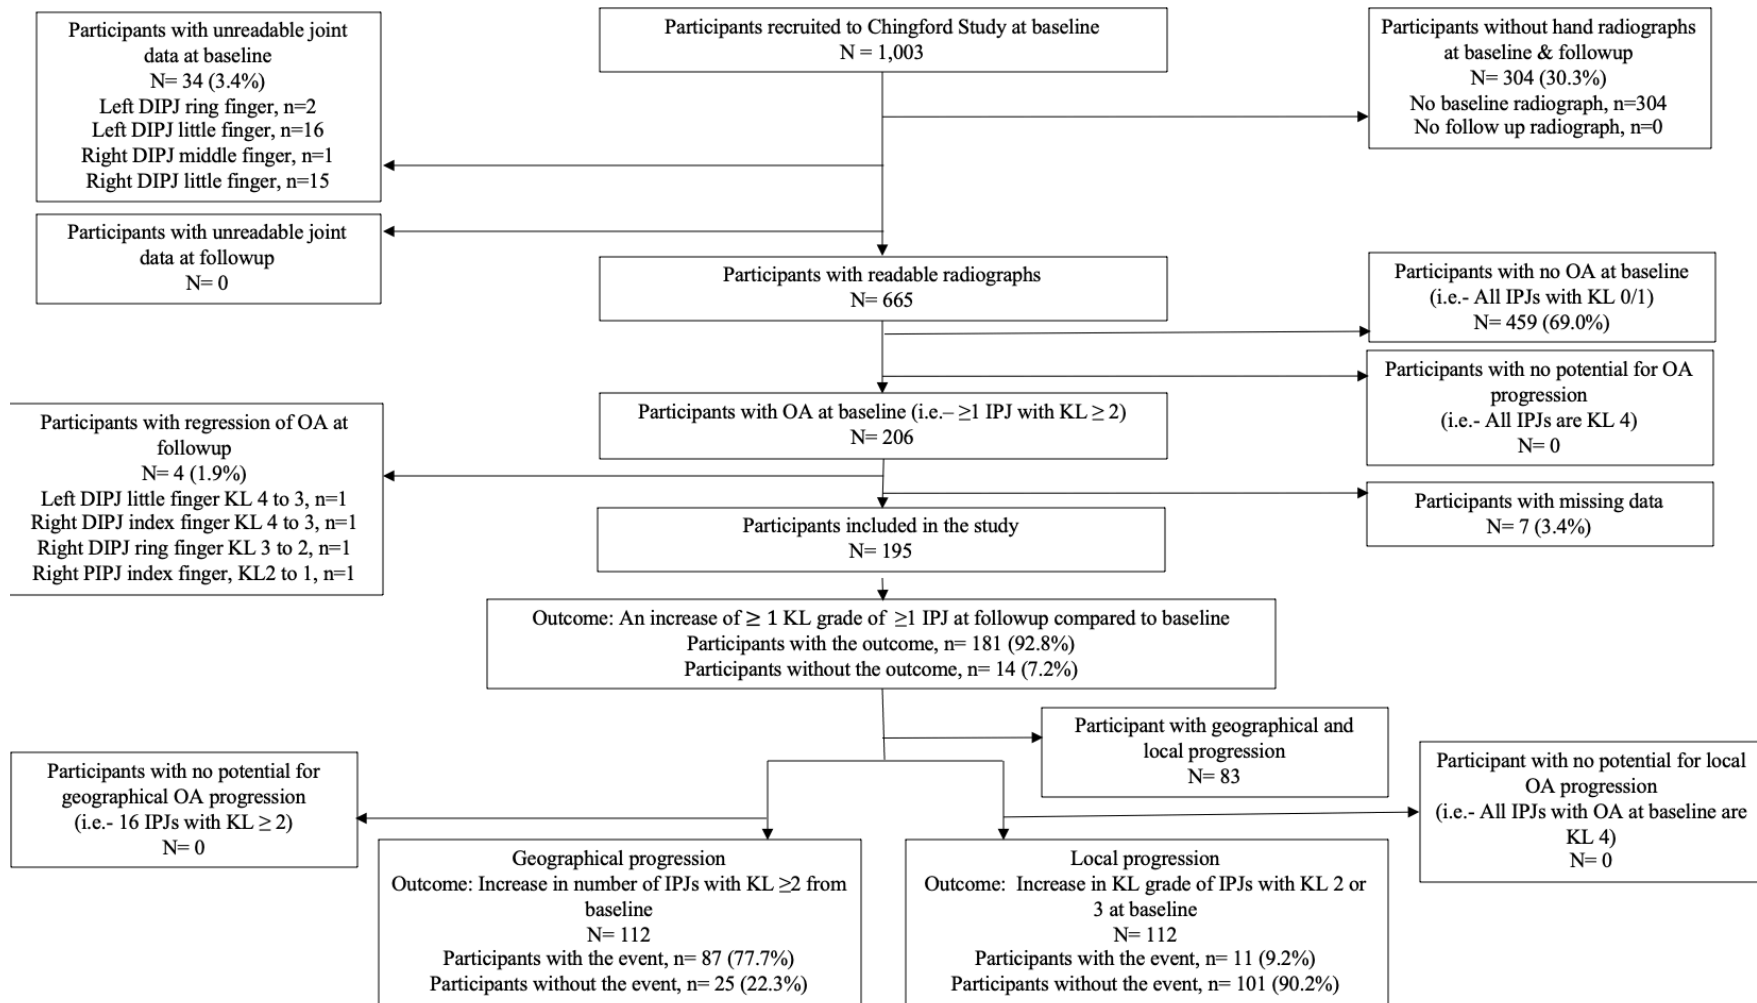 Participants recruited to Chingford Study at baseline
N = 1,003
Participants with unreadable joint
data at baseline
N= 34 (3.4%)
Left DIPJ ring finger, n=2
Left DIPJ little finger, n=16
Right DIPJ middle finger, n=1
Right DIPJ little finger, n=15
Participants without hand radiographs
at baseline & followup
N= 304 (30.3%)
No baseline radiograph, n=304
No follow up radiograph, n=0
Participants with unreadable joint
data at followup
N= 0
Participants with readable radiographs
N= 665
Participants with no OA at baseline
(i.e.- All IPJs with KL 0/1)
N= 459 (69.0%)
Participants with no potential for OA
progression
(i.e.- All IPJs are KL 4)
N= 0
Participants with OA at baseline (i.e.– ≥1 IPJ with KL ≥ 2)
N= 206
Participants with regression of OA at
followup
N= 4 (1.9%)
Left DIPJ little finger KL 4 to 3, n=1
Right DIPJ index finger KL 4 to 3, n=1
Right DIPJ ring finger KL 3 to 2, n=1
Right PIPJ index finger, KL2 to 1, n=1
Participants with missing data
N= 7 (3.4%)
Participants included in the study
N= 195
Outcome: An increase of ≥ 1 KL grade of ≥1 IPJ at followup compared to baseline
Participants with the outcome, n= 181 (92.8%)
Participants without the outcome, n= 14 (7.2%)
Participant with geographical and
local progression
N= 83
Participants with no potential for
geographical OA progression
(i.e.- 16 IPJs with KL ≥ 2)
N= 0
Participant with no potential for local
OA progression
(i.e.- All IPJs with OA at baseline are
KL 4)
N= 0
Geographical progression
Outcome: Increase in number of IPJs with KL ≥2 from
baseline
N= 112
Participants with the event, n= 87 (77.7%)
Participants without the event, n= 25 (22.3%)
Local progression
Outcome:  Increase in KL grade of IPJs with KL 2 or
3 at baseline
N= 112
Participants with the event, n= 11 (9.2%)
Participants without the event, n= 101 (90.2%)